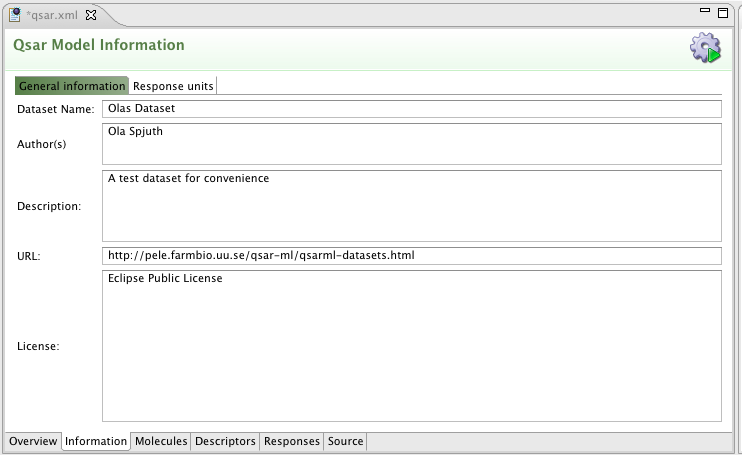 *qsar.xml
Qsar Model Information
General information Response units
Dataset Name: Olas Dataset
Author(s) Ola Spjuth
Description: A test dataset for convenience
URL: http://pele.farmbio.uu.se/qsar-ml/qsarml-datasets.html
License: Eclipse Public License
Overview Information Molecules Descriptors Responses Source